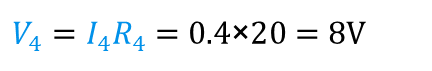 V₄ = I₄R₄ = 0.4×20 = 8V